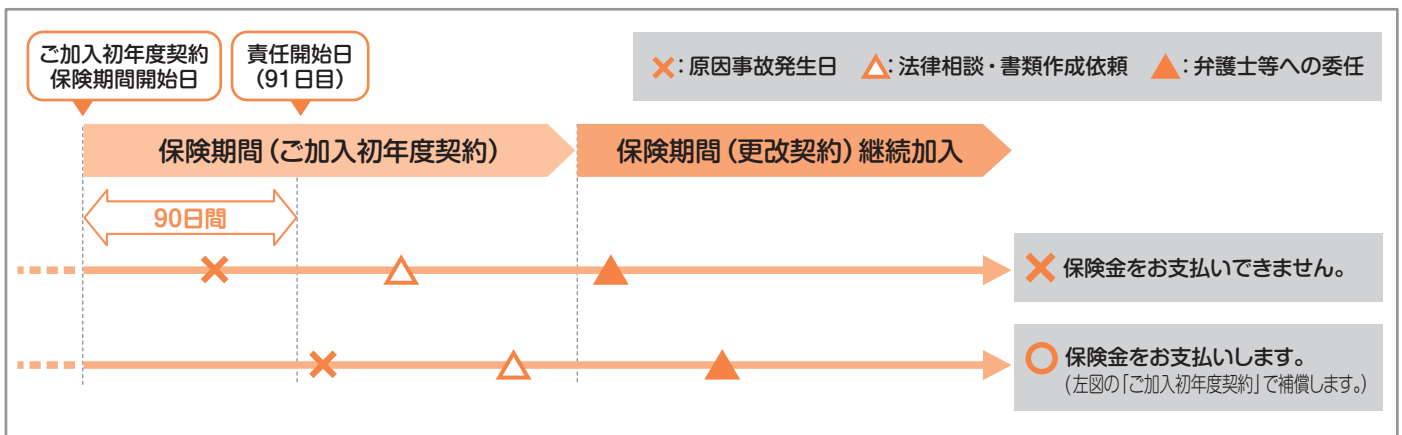 ご加入初年度契約
保険期間開始日
責任開始日
(91日目)
×:原因事故発生日 △:法律相談・書類作成依頼 ▲:弁護士等への委任
保険期間(ご加入初年度契約)
保険期間(更改契約)継続加入
90日間
× 保険金をお支払いできません。
○ 保険金をお支払いします。
(左図の「ご加入初年度契約」で補償します。)